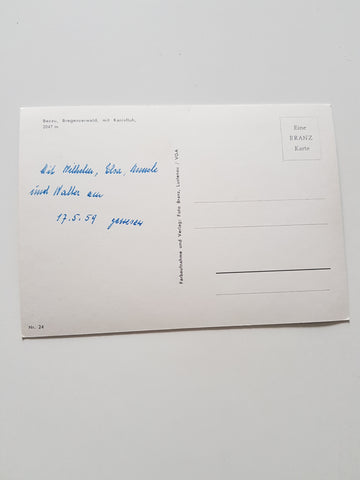 Bezau, Bregenzerwald, mit Kanisfluh,
2047 m
Eine
BRANZ
Karte
Mit Wilhelm, Elsa,
und Walter am
17.5.59 gewesen
Farbaufnahme und Verlag: Foto Branz, Lustenau / VGA
Nr. 24